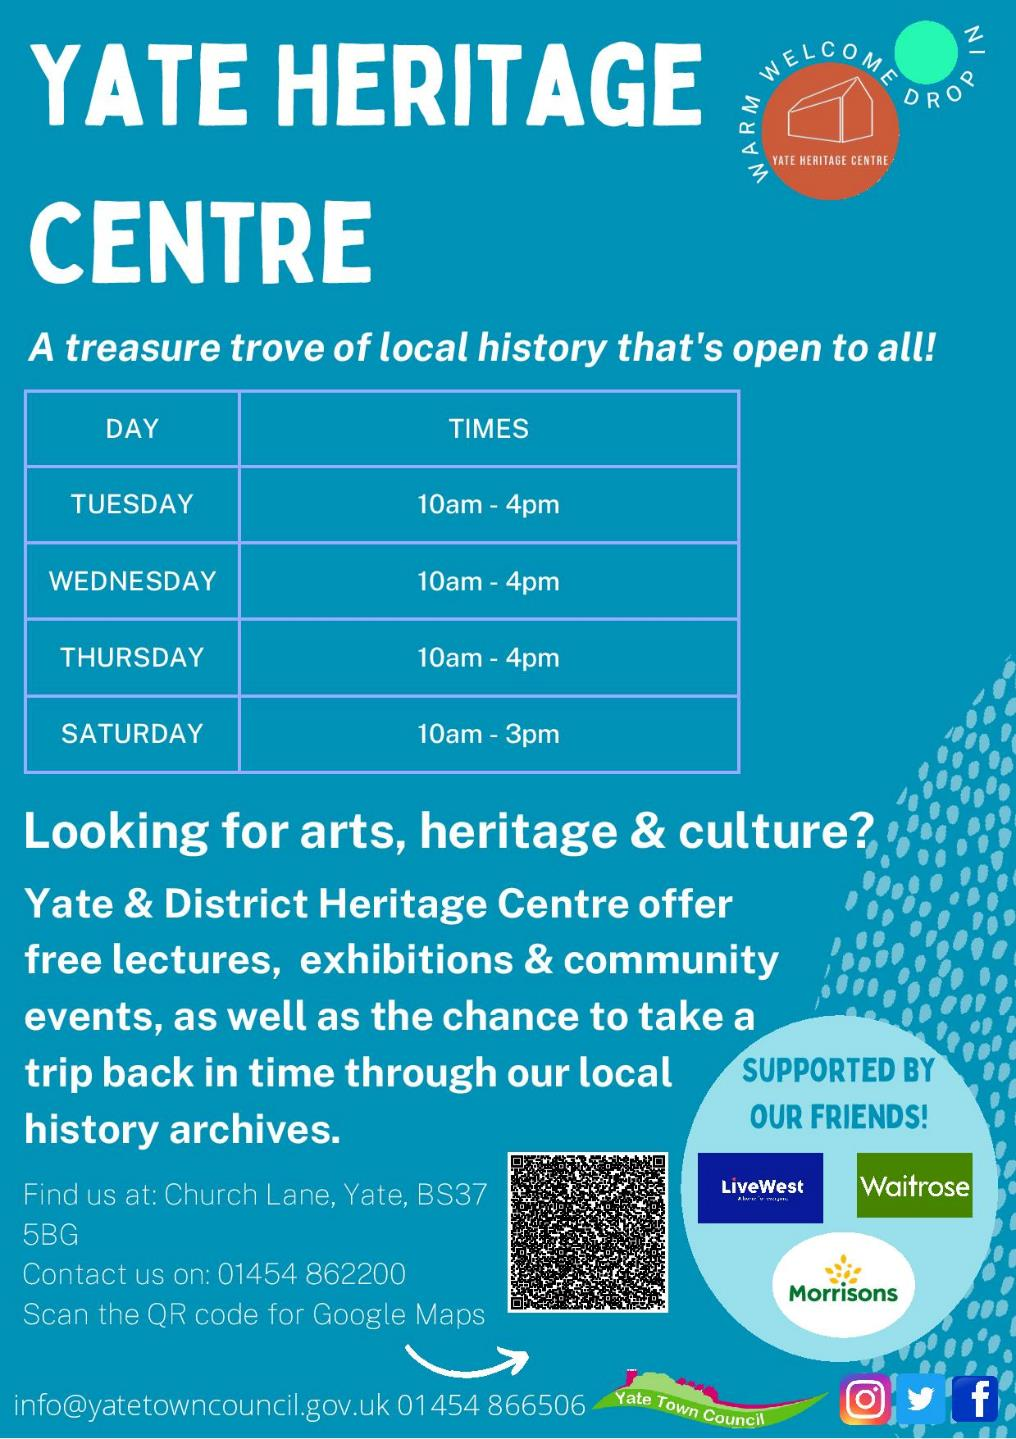 YATE HERITAGE
CENTRE
WARM WELCOME DROP IN
YATE HERITAGE CENTRE
A treasure trove of local history that's open to all!
DAY TIMES
TUESDAY 10am - 4pm
WEDNESDAY 10am - 4pm
THURSDAY 10am - 4pm
SATURDAY 10am - 3pm
Looking for arts, heritage & culture?
Yate & District Heritage Centre offer
free lectures, exhibitions & community
events, as well as the chance to take a
trip back in time through our local
history archives.
Find us at: Church Lane, Yate, BS37
5BG
Contact us on: 01454 862200
Scan the QR code for Google Maps
SUPPORTED BY
OUR FRIENDS!
LiveWest
A home for everyone
Waitrose
Morrisons
info@yatetowncouncil.gov.uk 01454 866506
Yate Town Council